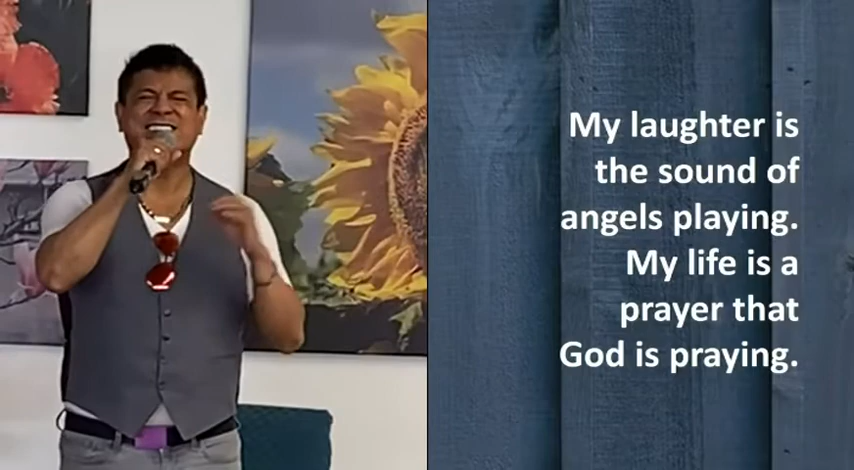 My laughter is
the sound of
angels playing.
My life is a
prayer that
God is praying.